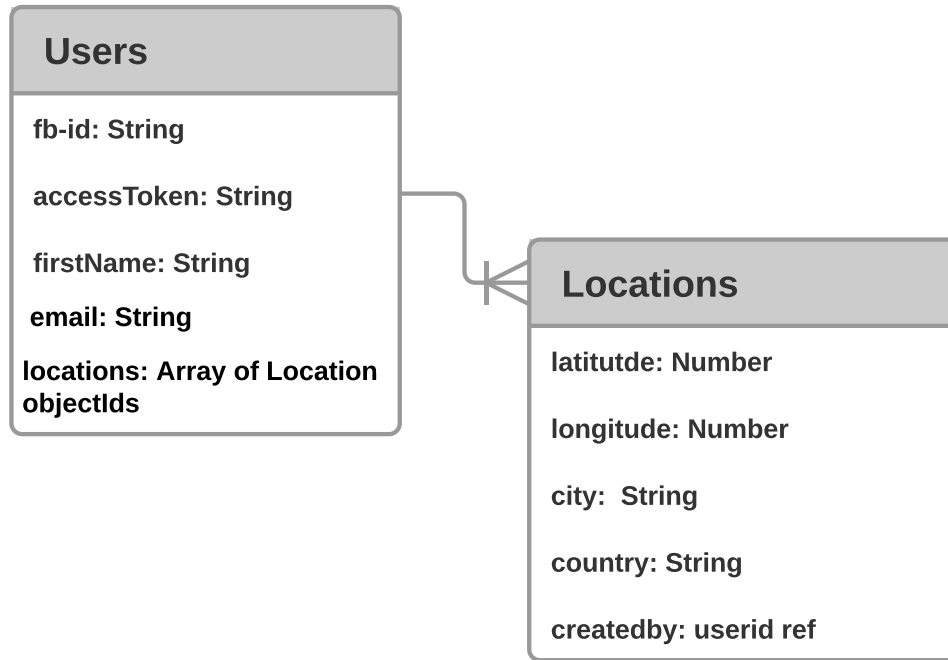 Users
fb-id: String
accessToken: String
firstName: String
email: String
locations: Array of Location
objectIds
Locations
latitutde: Number
longitude: Number
city:  String
country: String
createdby: userid ref